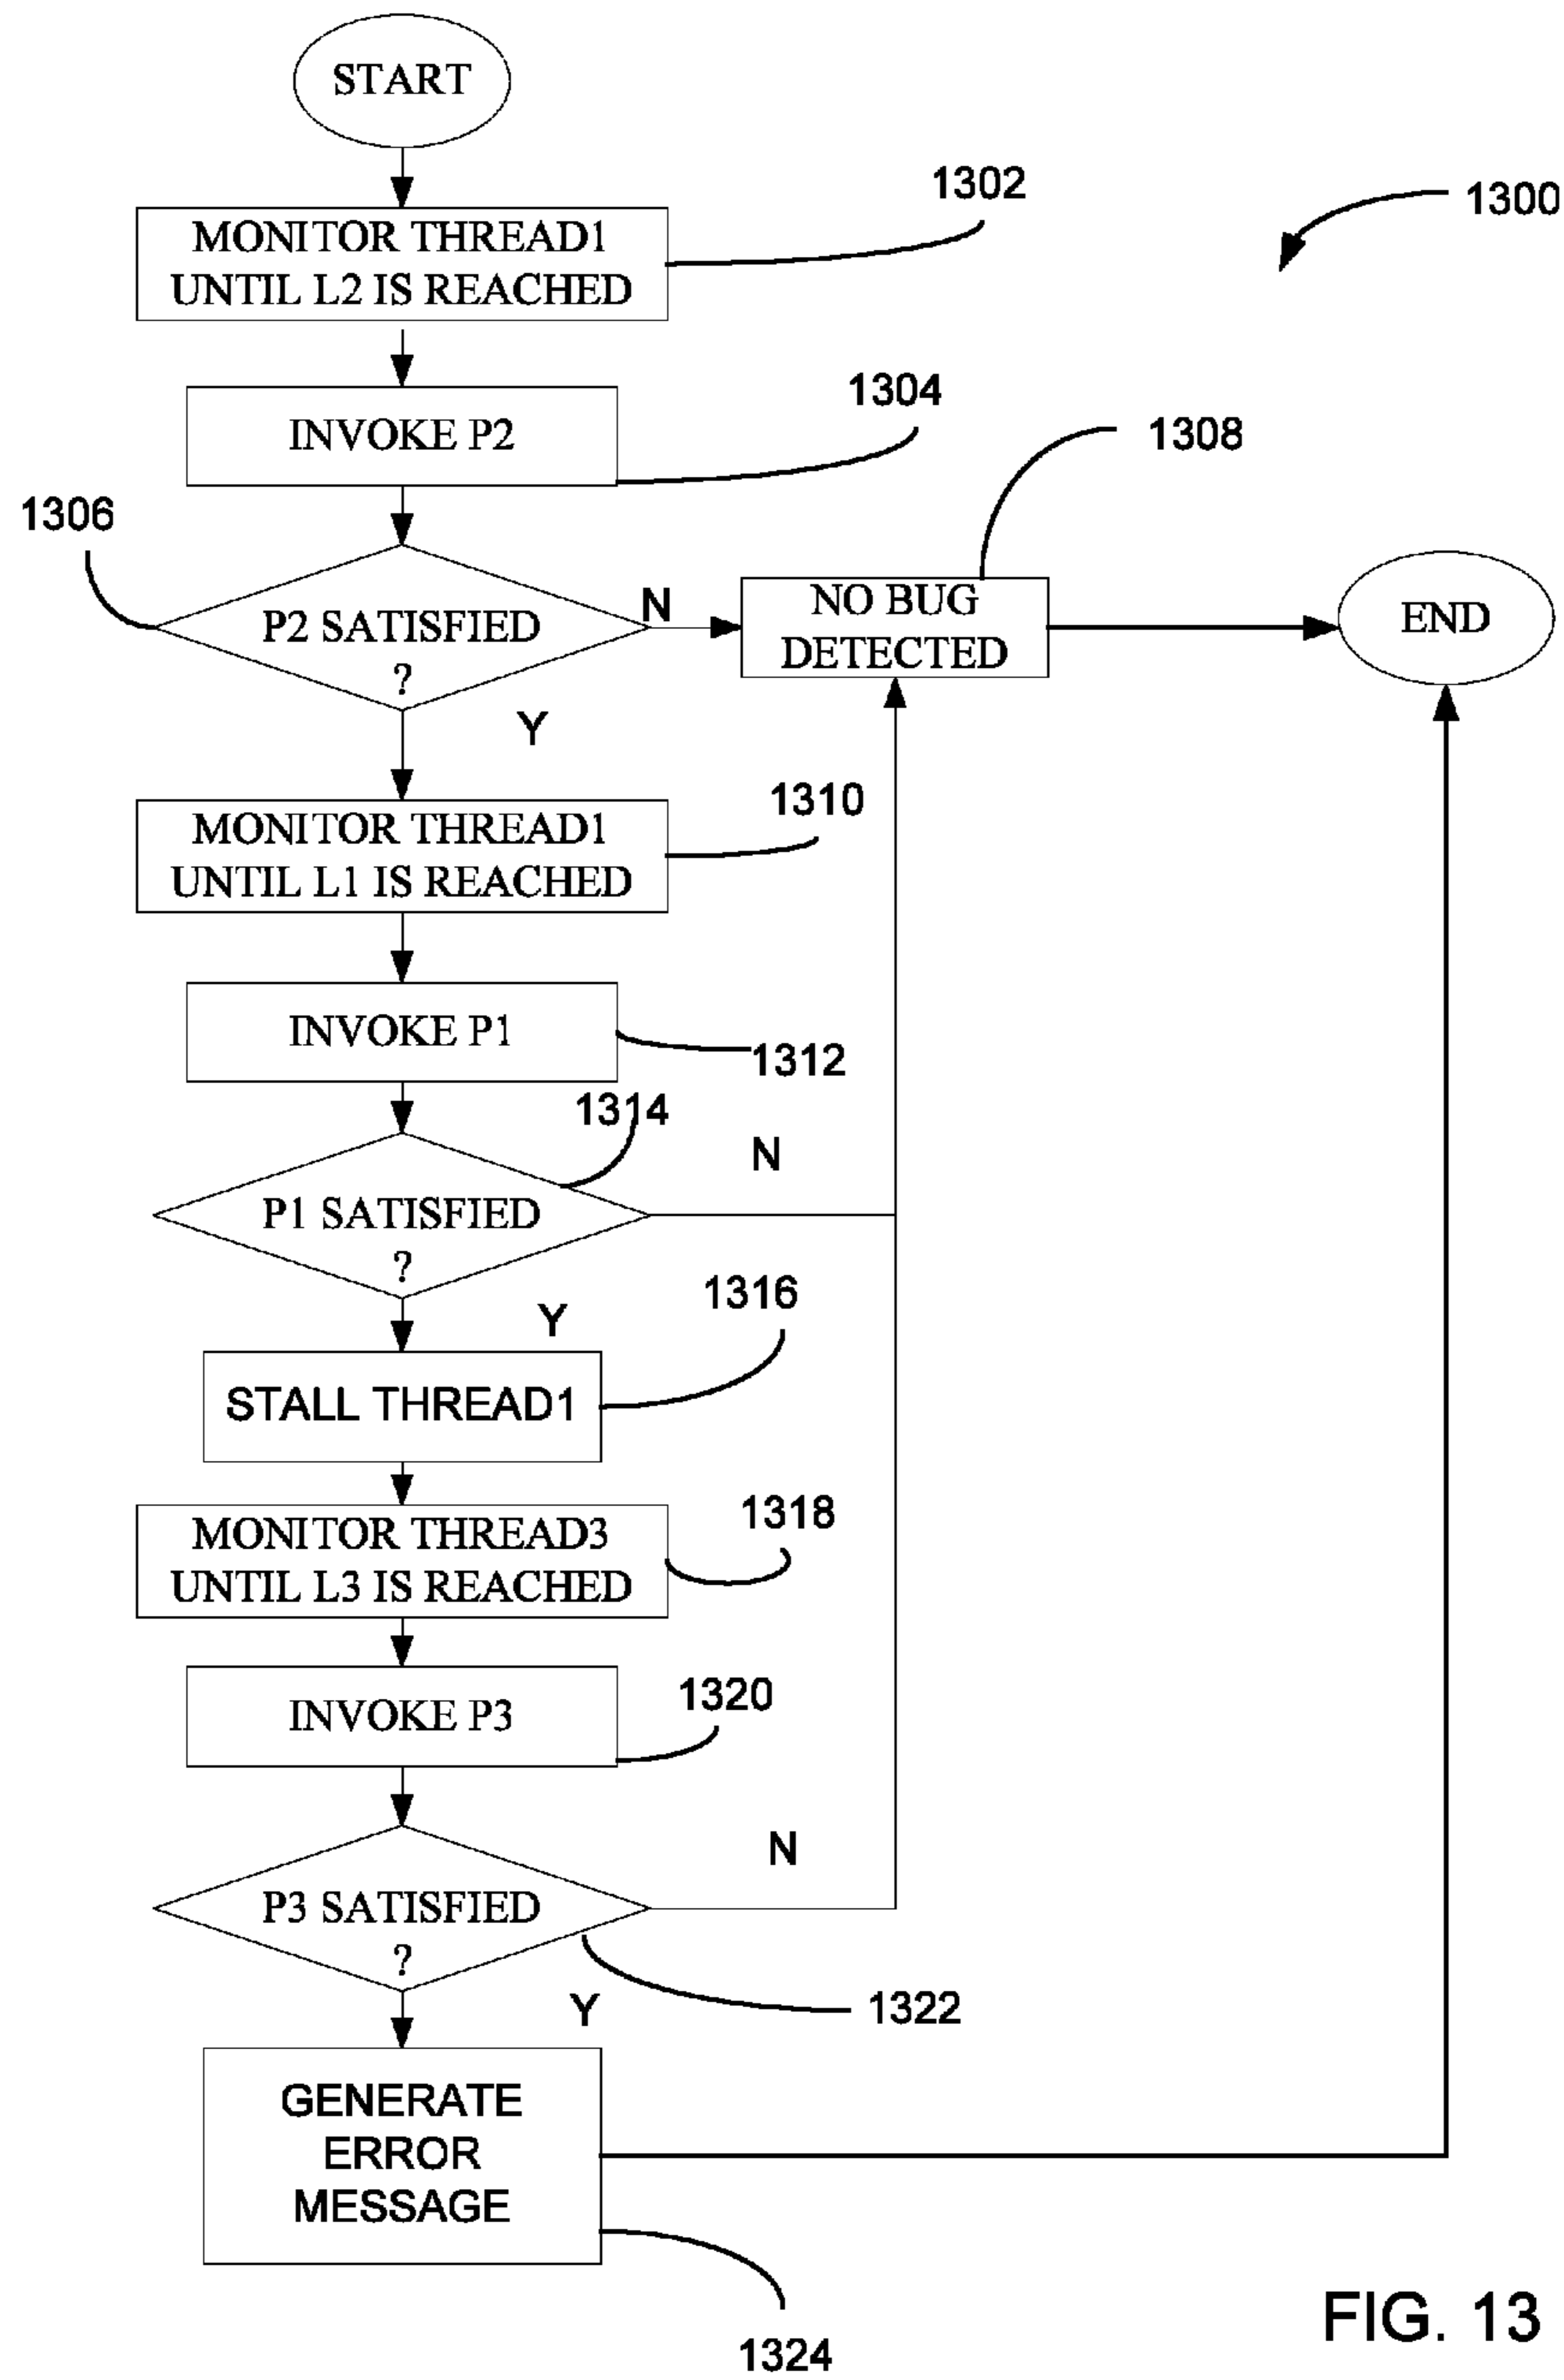 START
1302
1300
MONITOR THREAD1
UNTIL L2 IS REACHED
1304
INVOKE P2
1308
1306
P2 SATISFIED
?
N
NO BUG
DETECTED
END
Y
1310
MONITOR THREAD1
UNTIL L1 IS REACHED
INVOKE P1
1312
1314
N
P1 SATISFIED
?
1316
Y
STALL THREAD1
1318
MONITOR THREAD3
UNTIL L3 IS REACHED
1320
INVOKE P3
N
P3 SATISFIED
?
1322
Y
GENERATE
ERROR
MESSAGE
1324
FIG. 13